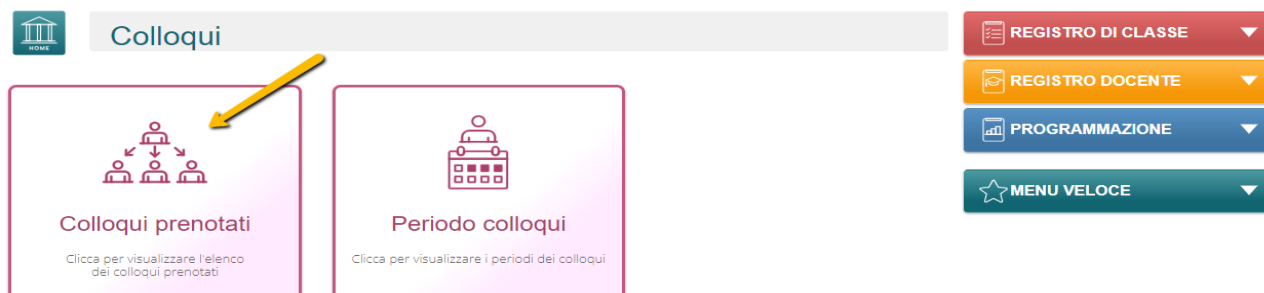 HOME
Colloqui
Colloqui prenotati
Clicca per visualizzare l'elenco
dei colloqui prenotati
Periodo colloqui
Clicca per visualizzare i periodi dei colloqui
REGISTRO DI CLASSE
REGISTRO DOCENTE
PROGRAMMAZIONE
MENU VELOCE